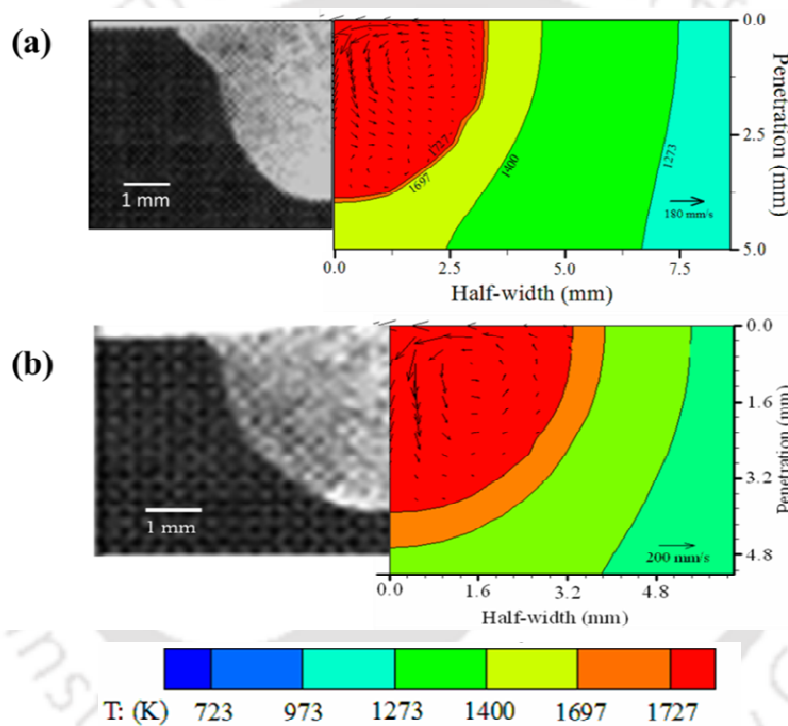 (a)
1 mm
1727
1697
1400
1273
180 mm/s
0.0
2.5
5.0
Penetration (mm)
0.0 2.5 5.0 7.5
Half-width (mm)
(b)
1 mm
200 mm/s
0.0
1.6
3.2
4.8
Penetration (mm)
0.0 1.6 3.2 4.8
Half-width (mm)
T: (K) 723 973 1273 1400 1697 1727